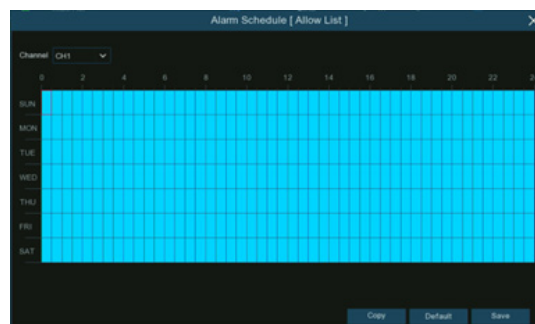 Alarm Schedule [ Allow List ] X
Channel CH1
0 2 4 6 8 10 12 14 16 18 20 22 24
SUN
MON
TUE
WED
THU
FRI
SAT
Copy Default Save